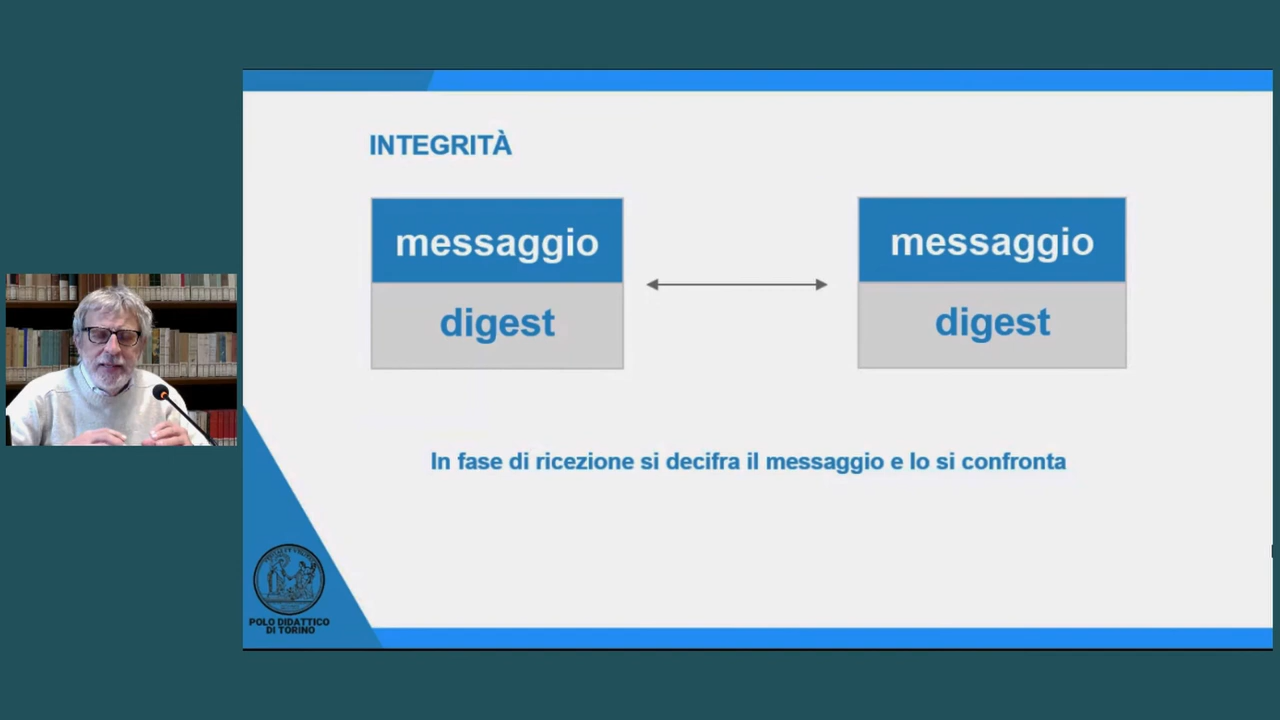 INTEGRITÀ
messaggio
digest
messaggio
digest
In fase di ricezione si decifra il messaggio e lo si confronta
POLO DIDATTICO
DI TORINO